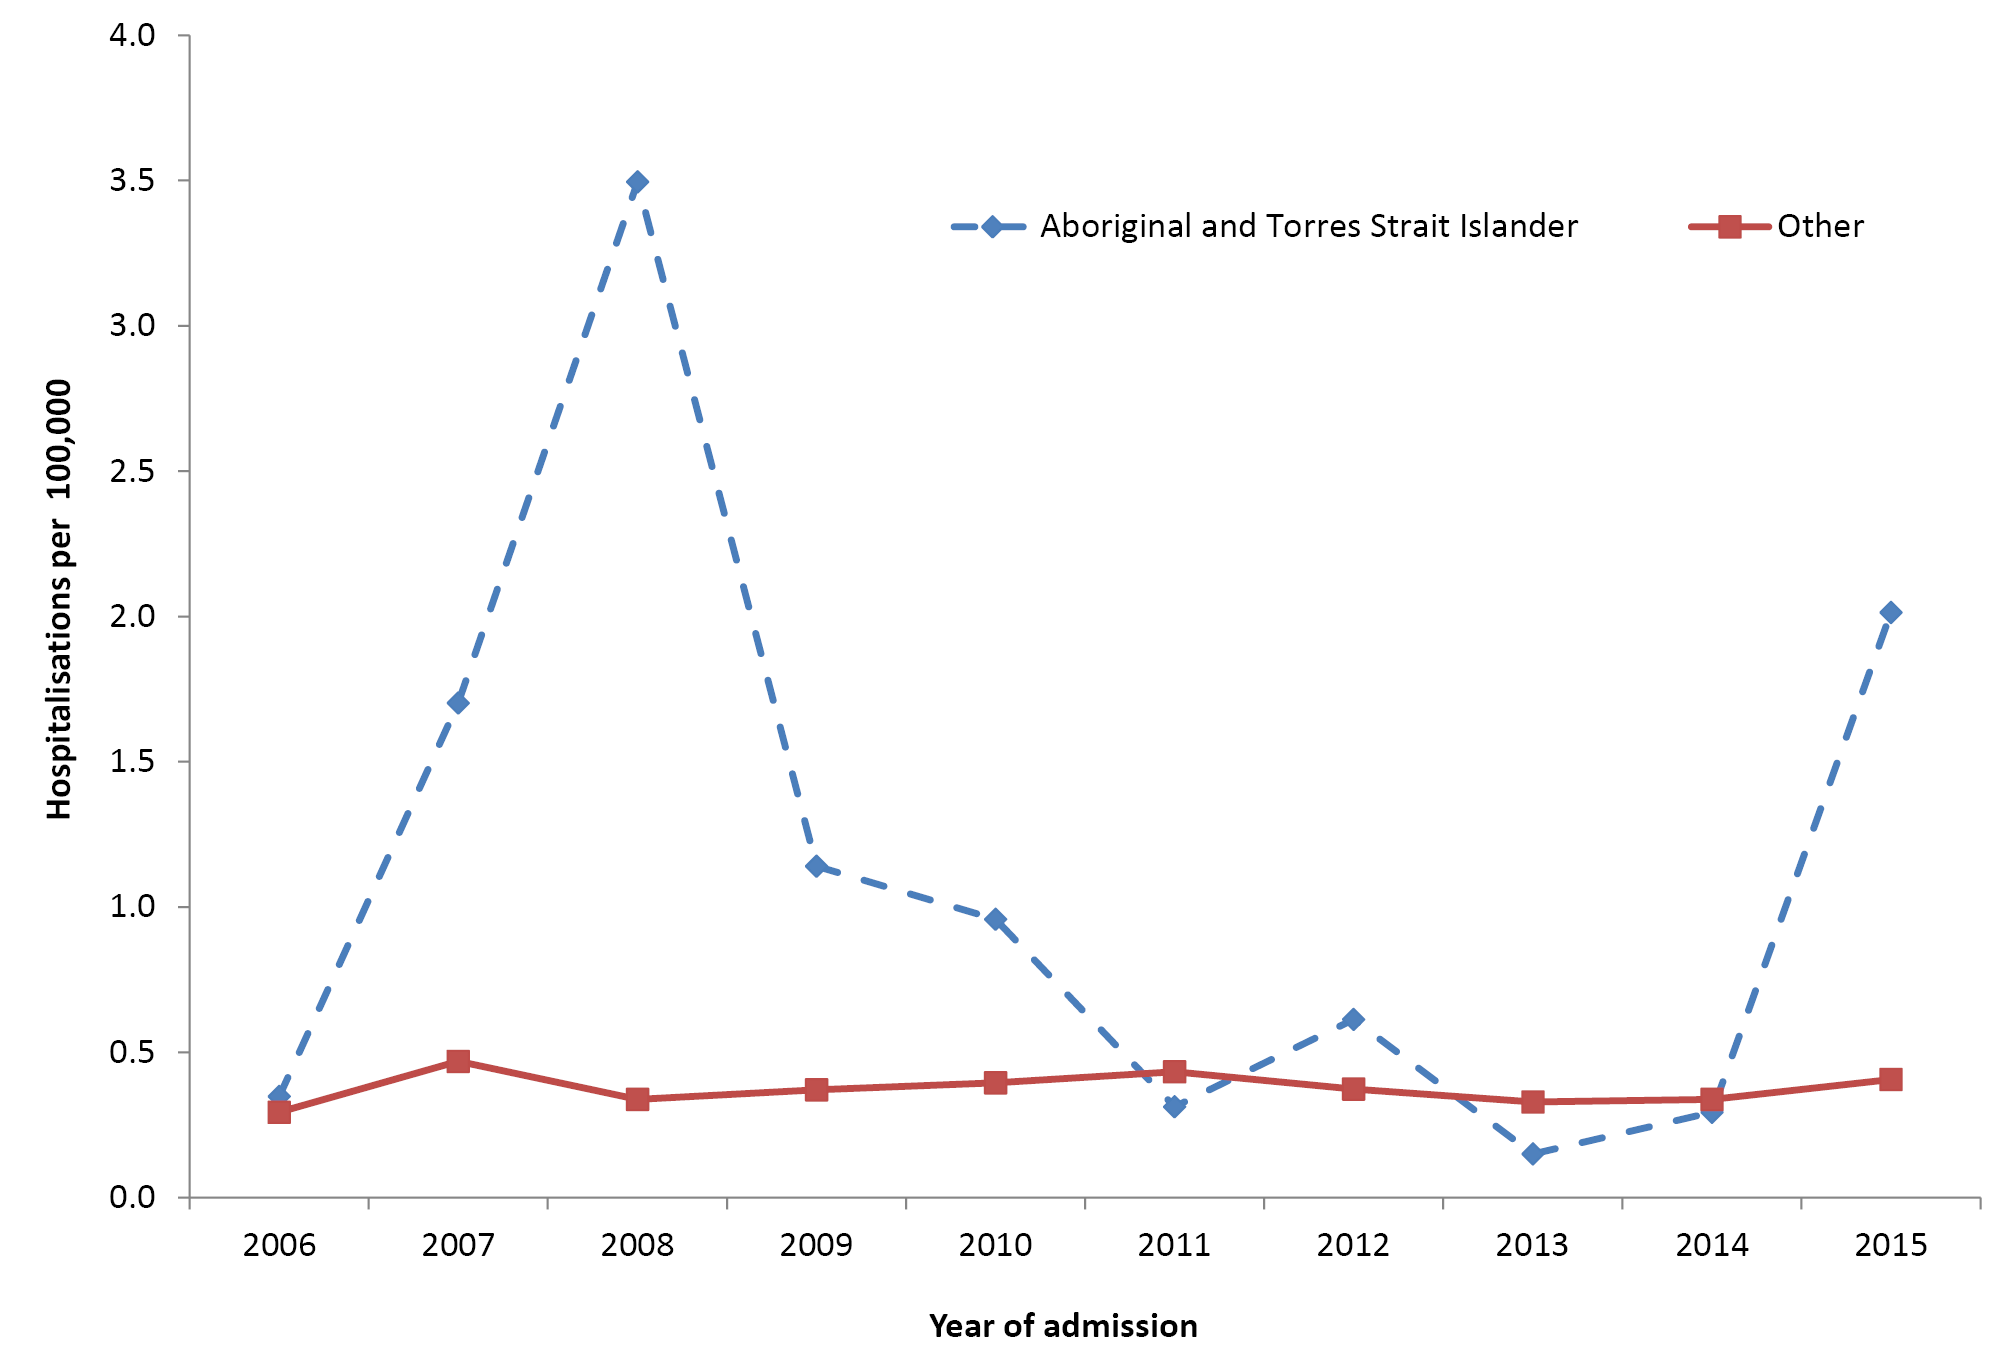 4.0
3.5
3.0
2.5
2.0
1.5
1.0
0.5
0.0
Hospitalisations per 100,000
Aboriginal and Torres Strait Islander Other
2006 2007 2008 2009 2010 2011 2012 2013 2014 2015
Year of admission